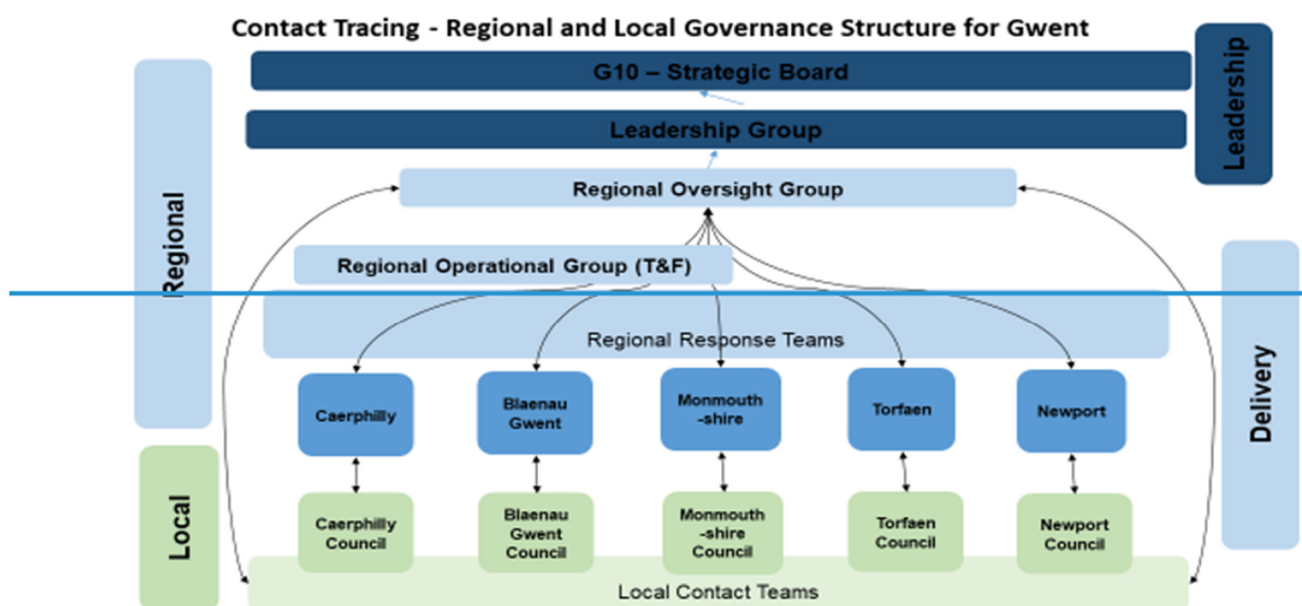 Contact Tracing - Regional and Local Governance Structure for Gwent
Leadership
G10 – Strategic Board
Leadership Group
Regional
Regional Oversight Group
Regional Operational Group (T&F)
Delivery
Regional Response Teams
Caerphilly
Blaenau
Gwent
Monmouth
-shire
Torfaen
Newport
Local
Caerphilly
Council
Blaenau
Gwent
Council
Monmouth
-shire
Council
Torfaen
Council
Newport
Council
Local Contact Teams